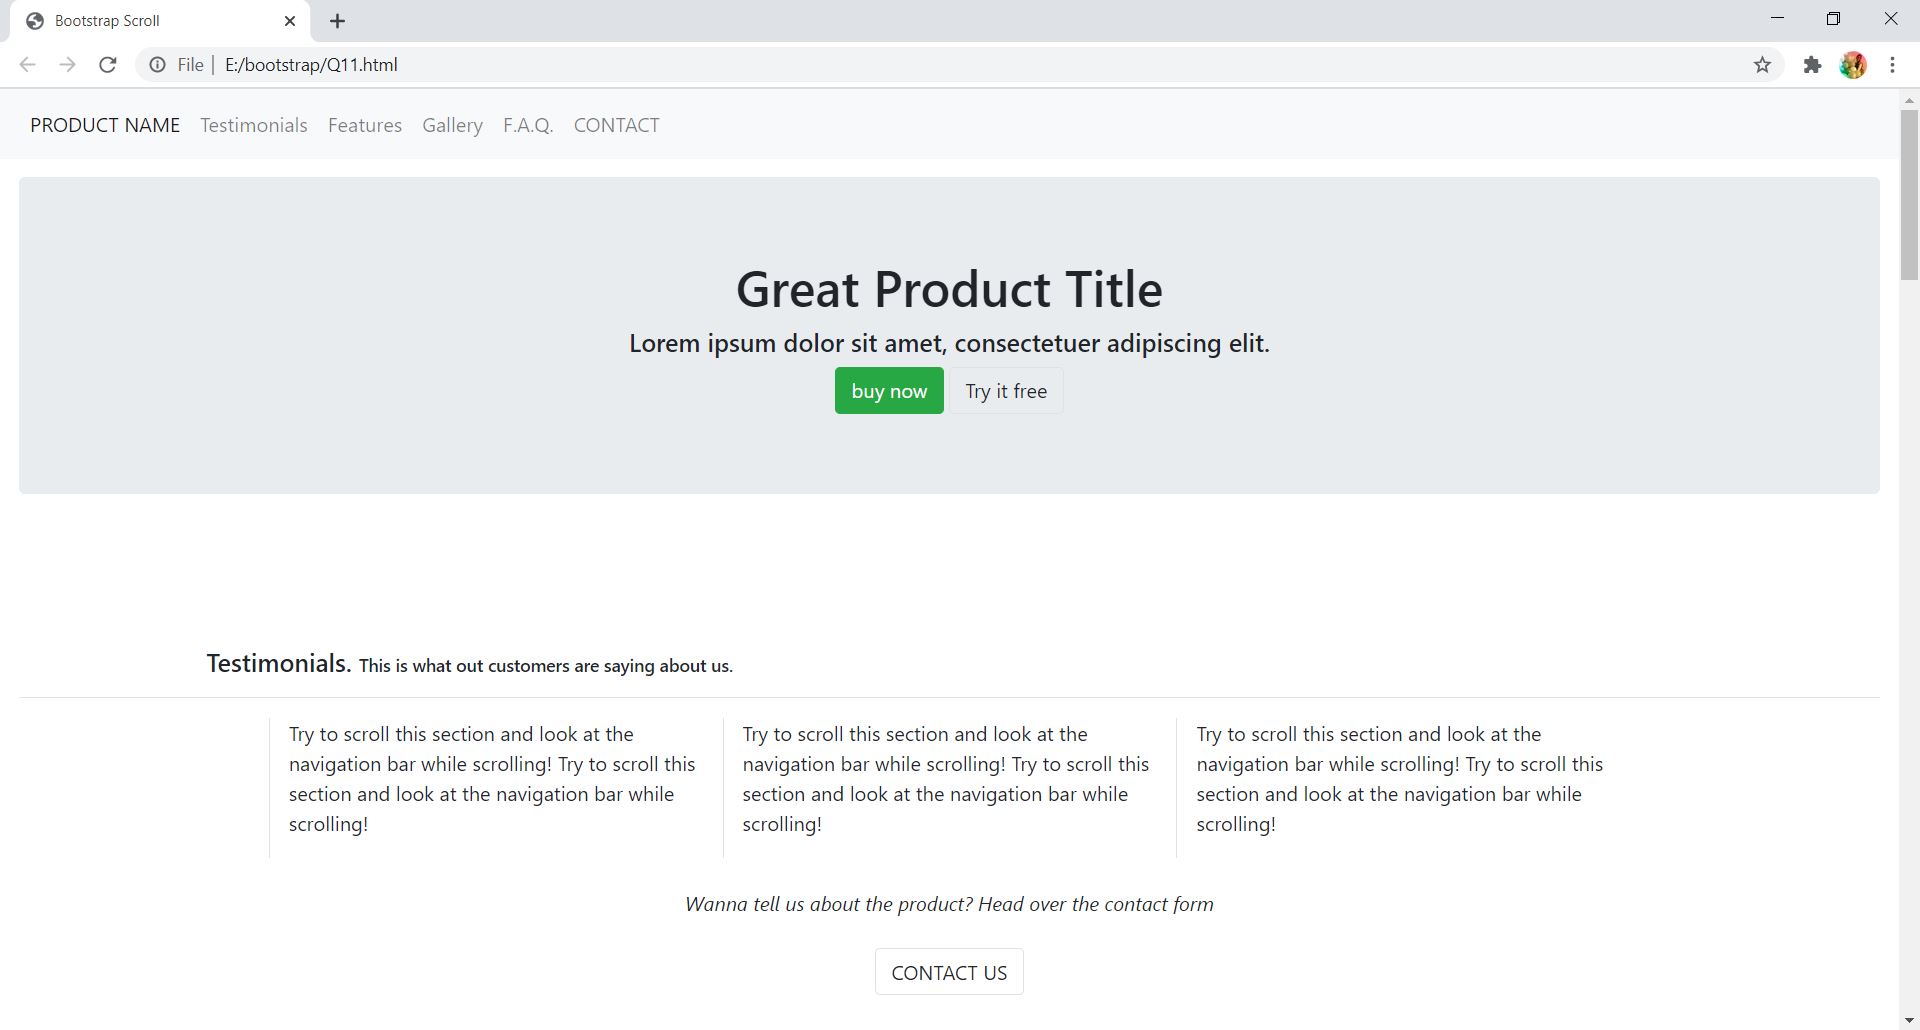 Bootstrap Scroll
File | E:/bootstrap/Q11.html
PRODUCT NAME Testimonials Features Gallery F.A.Q. CONTACT
Great Product Title
Lorem ipsum dolor sit amet, consectetuer adipiscing elit.
buy now Try it free
Testimonials. This is what out customers are saying about us.
Try to scroll this section and look at the
navigation bar while scrolling! Try to scroll this
section and look at the navigation bar while
scrolling!
Try to scroll this section and look at the
navigation bar while scrolling! Try to scroll this
section and look at the navigation bar while
scrolling!
Try to scroll this section and look at the
navigation bar while scrolling! Try to scroll this
section and look at the navigation bar while
scrolling!
Wanna tell us about the product? Head over the contact form
CONTACT US